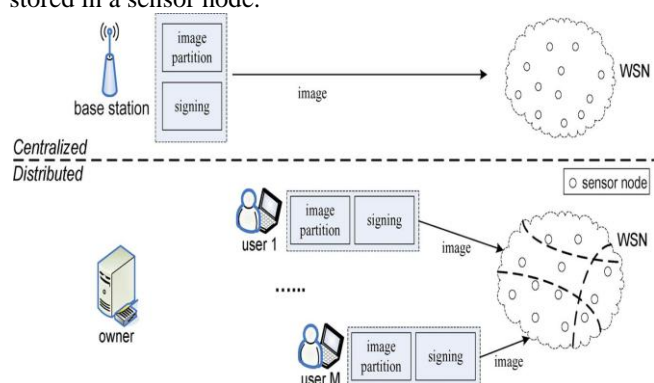 stored in a sensor node.
image
partition
signing
base station
image
WSN
Centralized
Distributed
sensor node
image
partition
signing
user 1
image
WSN
......
owner
image
partition
signing
user M
image